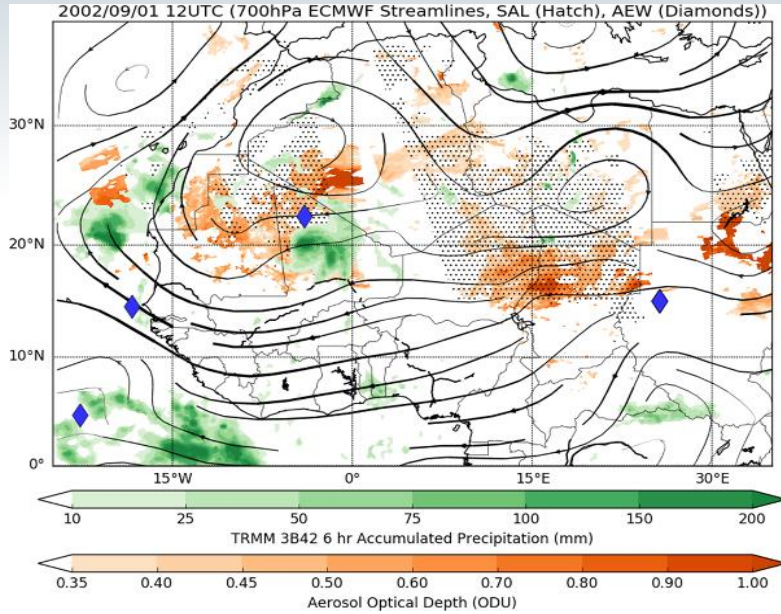 2002/09/01 12UTC (700hPa ECMWF Streamlines, SAL (Hatch), AEW (Diamonds))
30°N
20°N
10°N
0°
15°W 0° 15°E 30°E
10 25 50 75 100 150 200
TRMM 3B42 6 hr Accumulated Precipitation (mm)
0.35 0.40 0.45 0.50 0.60 0.70 0.80 0.90 1.00
Aerosol Optical Depth (ODU)